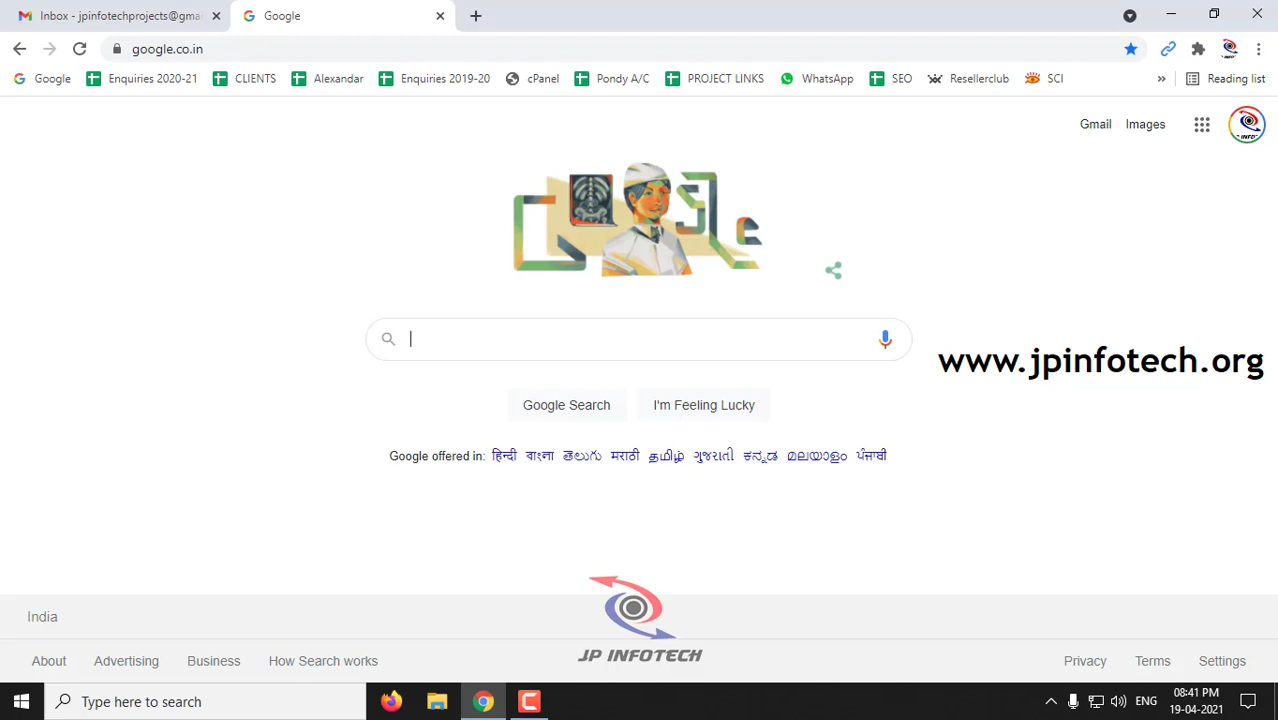 Inbox - jpinfotechprojects@gma
Google
google.co.in
Google Enquiries 2020-21 CLIENTS Alexandar Enquiries 2019-20 cPanel Pondy A/C PROJECT LINKS WhatsApp SEO Resellerclub SCI » Reading list
Gmail Images
www.jpinfotech.org
Google Search I'm Feeling Lucky
Google offered in: हिन्दी বাংলা తెలుగు मराठी தமிழ் ગુજરાતી ಕನ್ನಡ മലയാളം ਪੰਜਾਬੀ
India
JP INFOTECH
About Advertising Business How Search works Privacy Terms Settings
Type here to search
ENG
08:41 PM
19-04-2021